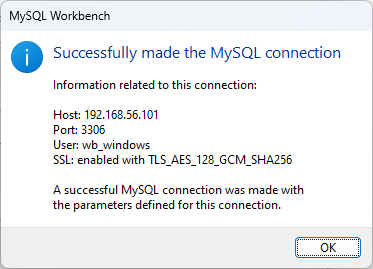 MySQL Workbench
Successfully made the MySQL connection
Information related to this connection:
Host: 192.168.56.101
Port: 3306
User: wb_windows
SSL: enabled with TLS_AES_128_GCM_SHA256
A successful MySQL connection was made with
the parameters defined for this connection.
OK